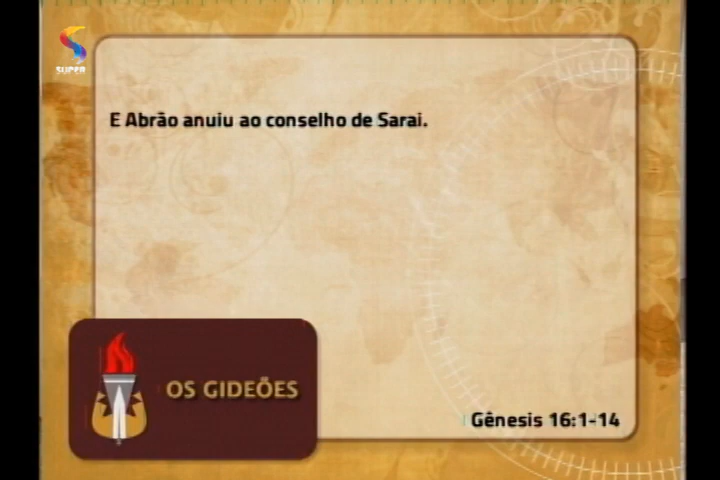 SUPER
E Abrão anuiu ao conselho de Sarai.
OS GIDEÕES
Gênesis 16:1-14